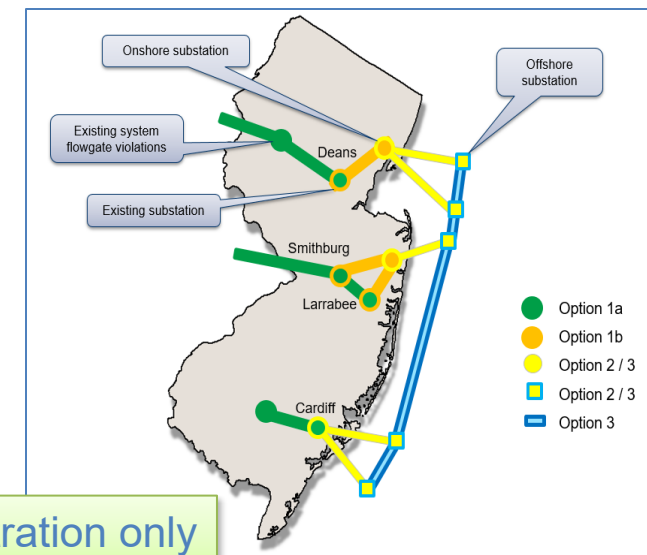 Onshore substation
Offshore
substation
Existing system
flowgate violations
Deans
Existing substation
Smithburg
Larrabee
Option 1a
Option 1b
Option 2 / 3
Option 2 / 3
Option 3
Cardiff
ration only